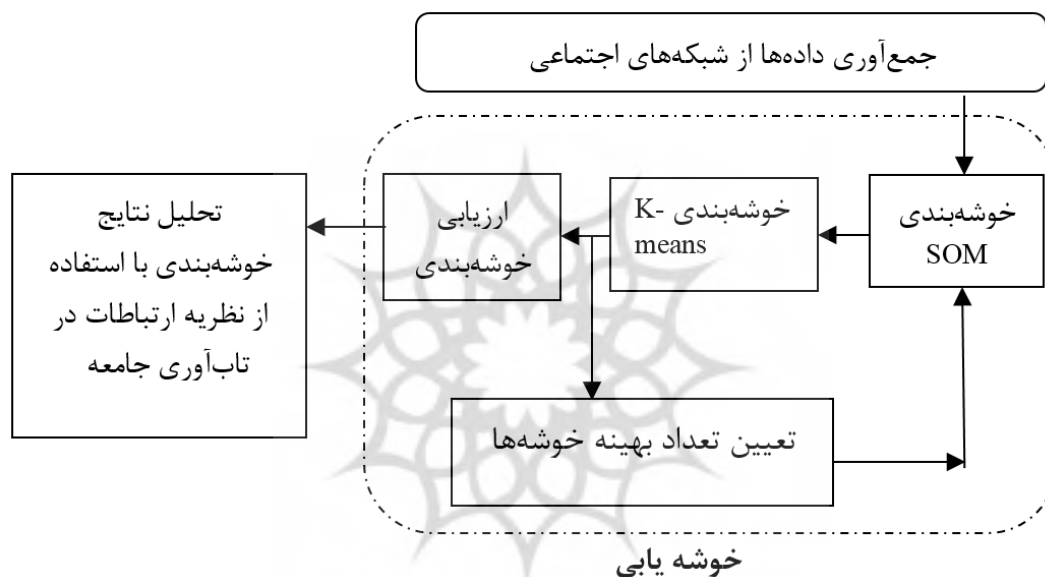 جمع‌آوری داده‌ها از شبکه‌های اجتماعی
خوشه‌بندی
SOM
خوشه‌بندی K-
means
ارزیابی
خوشه‌بندی
تحلیل نتایج
خوشه‌بندی با استفاده
از نظریه ارتباطات در
تاب‌آوری جامعه
تعیین تعداد بهینه خوشه‌ها
خوشه یابی